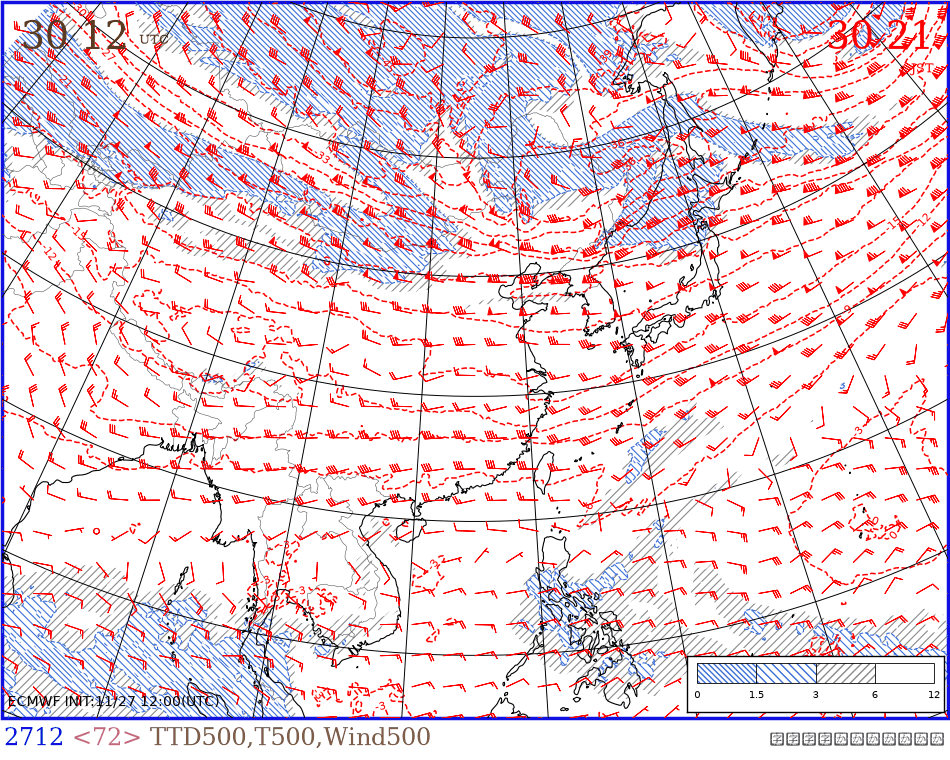 30 12 UTC
30 21 JST
0 1.5 3 6 12
ECMWF INIT:11/27 12:00(UTC)
2712 <72> TTD500,T500,Wind500